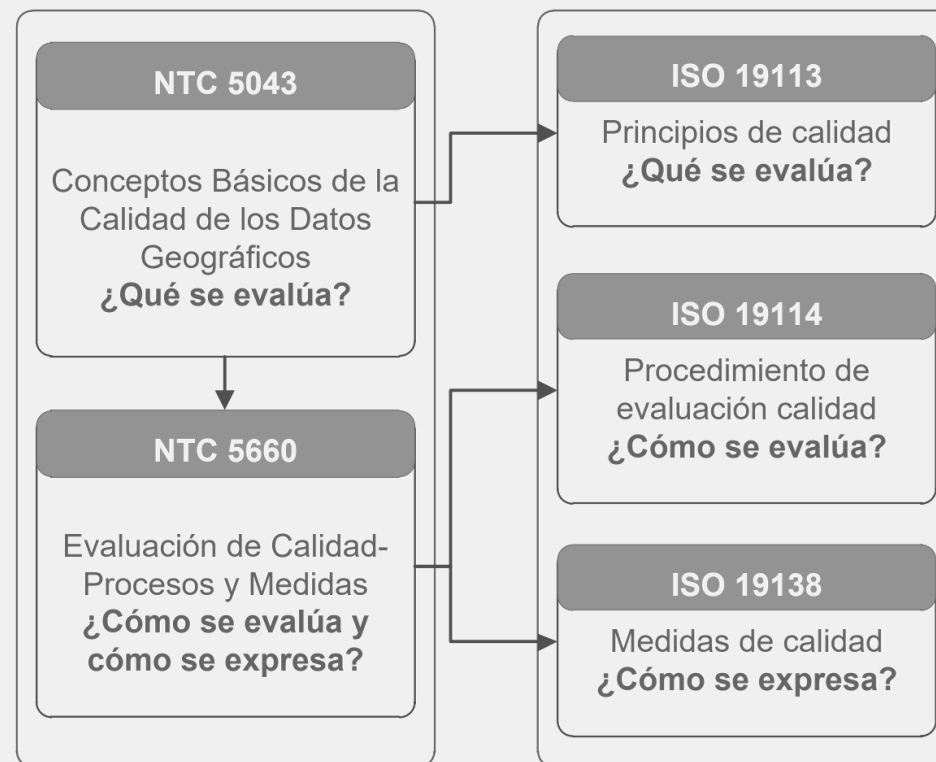 NTC 5043
Conceptos Básicos de la
Calidad de los Datos
Geográficos
¿Qué se evalúa?
NTC 5660
Evaluación de Calidad-
Procesos y Medidas
¿Cómo se evalúa y
cómo se expresa?
ISO 19113
Principios de calidad
¿Qué se evalúa?
ISO 19114
Procedimiento de
evaluación calidad
¿Cómo se evalúa?
ISO 19138
Medidas de calidad
¿Cómo se expresa?